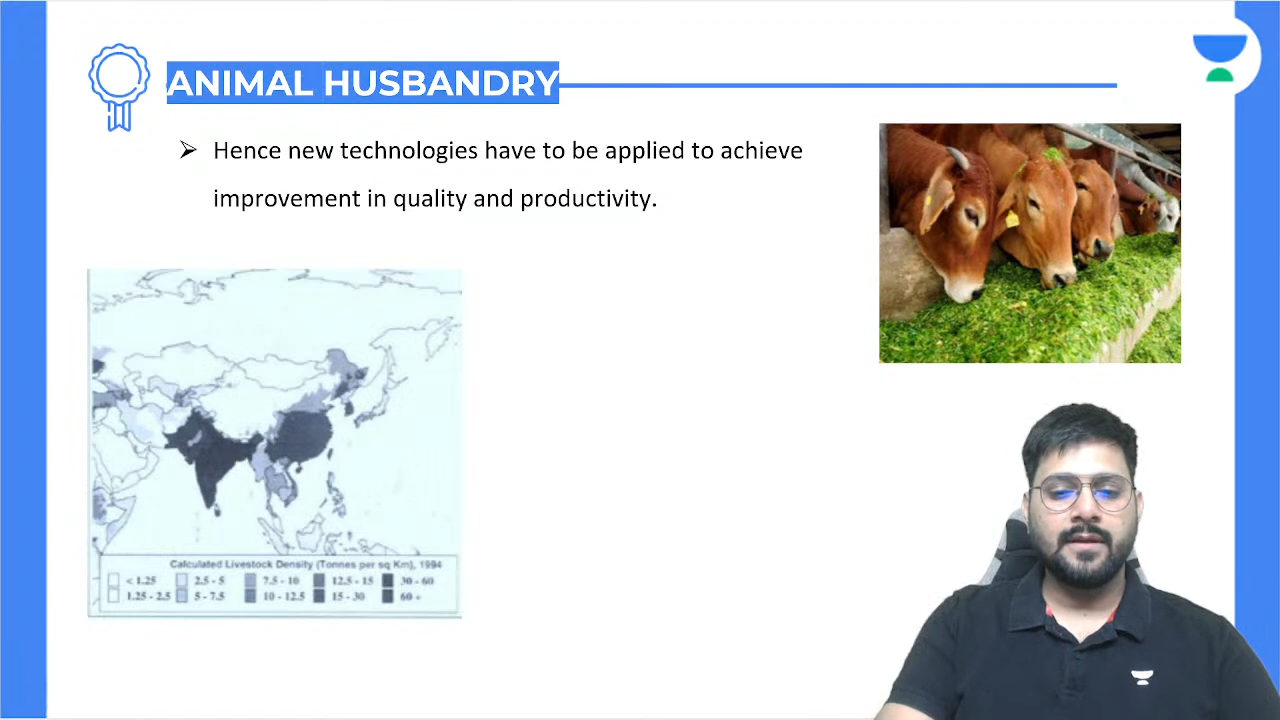 ANIMAL HUSBANDRY
➢ Hence new technologies have to be applied to achieve
improvement in quality and productivity.
Calculated Livestock Density (Tonnes per sq Km), 1994
< 1.25 2.5 - 5 7.5 - 10 12.5 - 15 30 - 60
1.25 - 2.5 5 - 7.5 10 - 12.5 15 - 30 60 +